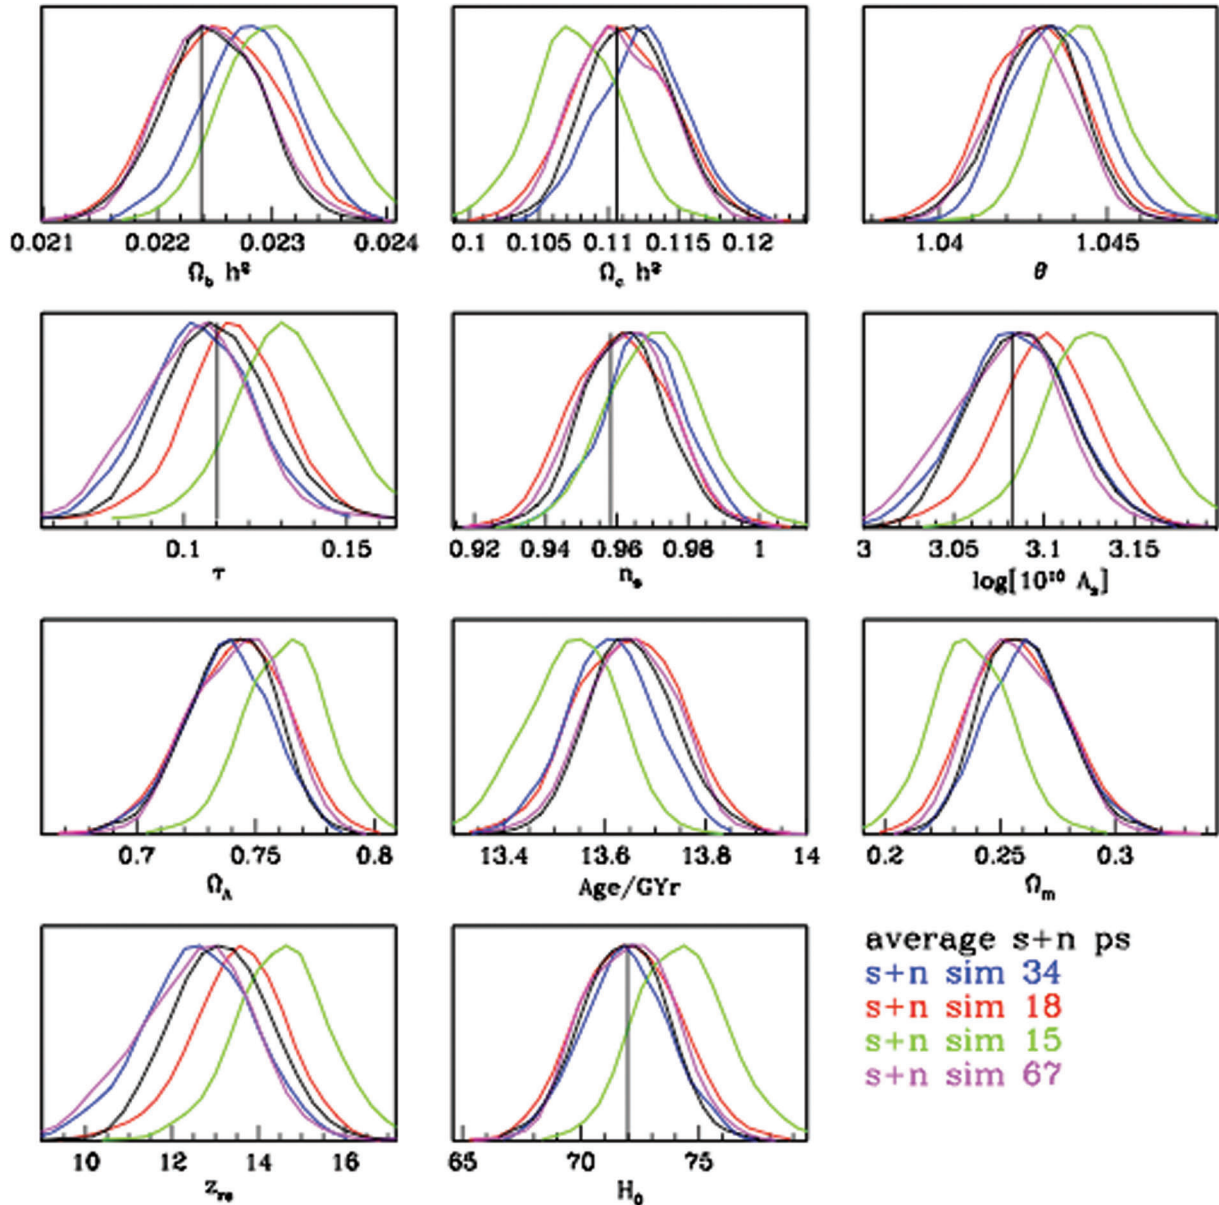 0.021 0.022 0.023 0.024
Ω_b h²
0.1 0.105 0.11 0.115 0.12
Ω_c h²
1.04 1.045
θ
0.1 0.15
τ
0.92 0.94 0.96 0.98 1
n_s
3 3.05 3.1 3.15
log[10¹⁰ A_s]
0.7 0.75 0.8
Ω_Λ
13.4 13.6 13.8 14
Age/GYr
0.2 0.25 0.3
Ω_m
10 12 14 16
z_re
65 70 75
H_0
average s+n ps
s+n sim 34
s+n sim 18
s+n sim 15
s+n sim 67